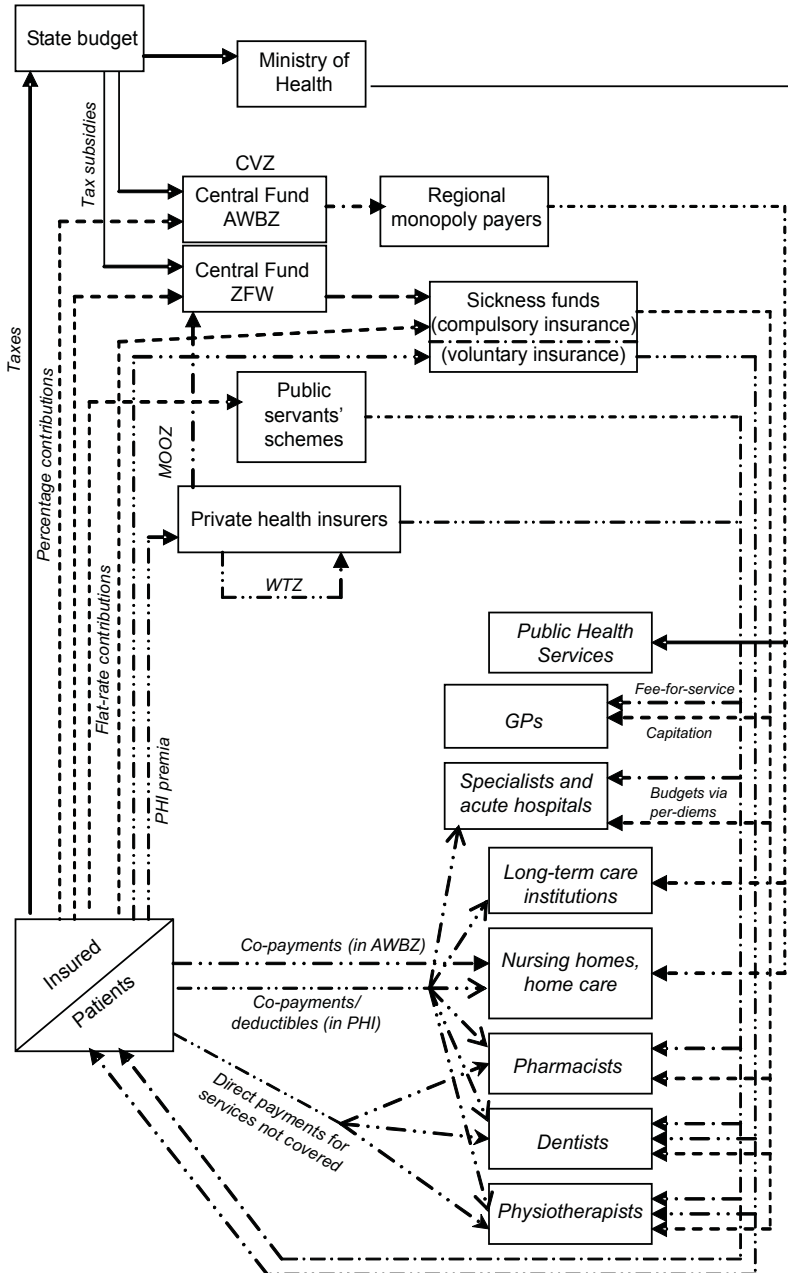 State budget
Ministry of
Health
Tax subsidies
CVZ
Central Fund
AWBZ
Regional
monopoly payers
Central Fund
ZFW
Sickness funds
(compulsory insurance)
(voluntary insurance)
Taxes
Percentage contributions
Public
servants’
schemes
MOOZ
Flat-rate contributions
Private health insurers
WTZ
PHI premia
Public Health
Services
Fee-for-service
GPs
Capitation
Specialists and
acute hospitals
Budgets via
per-diems
Long-term care
institutions
Insured
Patients
Co-payments (in AWBZ)
Nursing homes,
home care
Co-payments/
deductibles (in PHI)
Direct payments for
services not covered
Pharmacists
Dentists
Physiotherapists